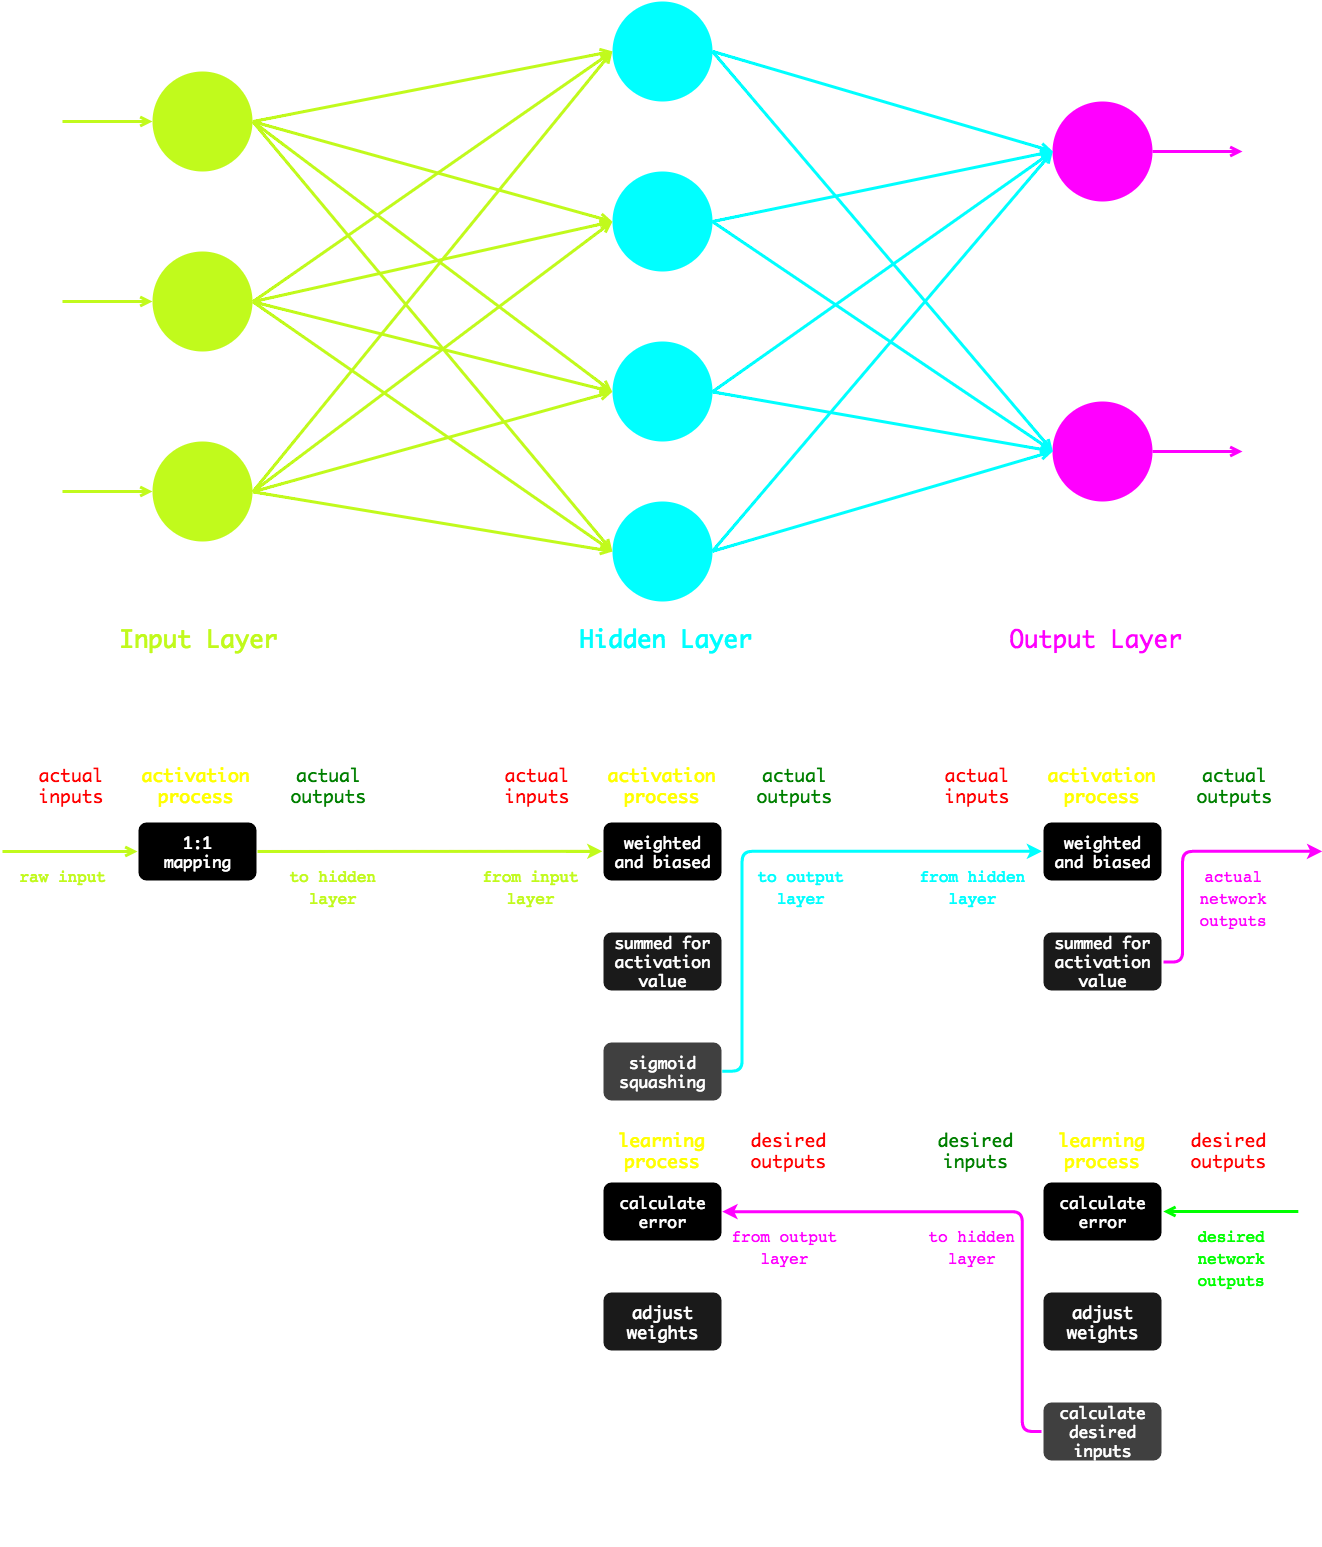 Input Layer
Hidden Layer
Output Layer
actual
inputs
activation
process
actual
outputs
actual
inputs
activation
process
actual
outputs
actual
inputs
activation
process
actual
outputs
raw input
1:1
mapping
to hidden
layer
from input
layer
weighted
and biased
to output
layer
from hidden
layer
weighted
and biased
actual
network
outputs
summed for
activation
value
summed for
activation
value
sigmoid
squashing
learning
process
desired
outputs
desired
inputs
learning
process
desired
outputs
calculate
error
from output
layer
to hidden
layer
calculate
error
desired
network
outputs
adjust
weights
adjust
weights
calculate
desired
inputs